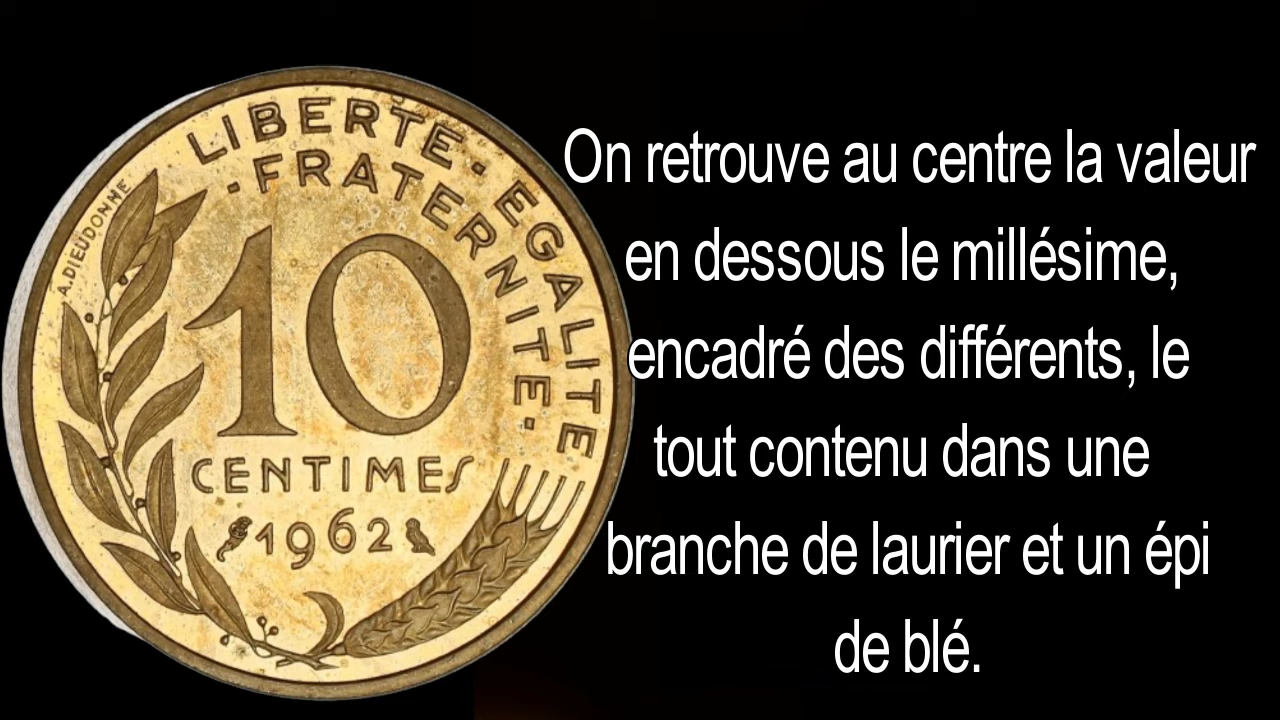 LIBERTE · EGALITE
· FRATERNITE ·
A.DIEUDONNE
10
CENTIMES
1962
On retrouve au centre la valeur
en dessous le millésime,
encadré des différents, le
tout contenu dans une
branche de laurier et un épi
de blé.